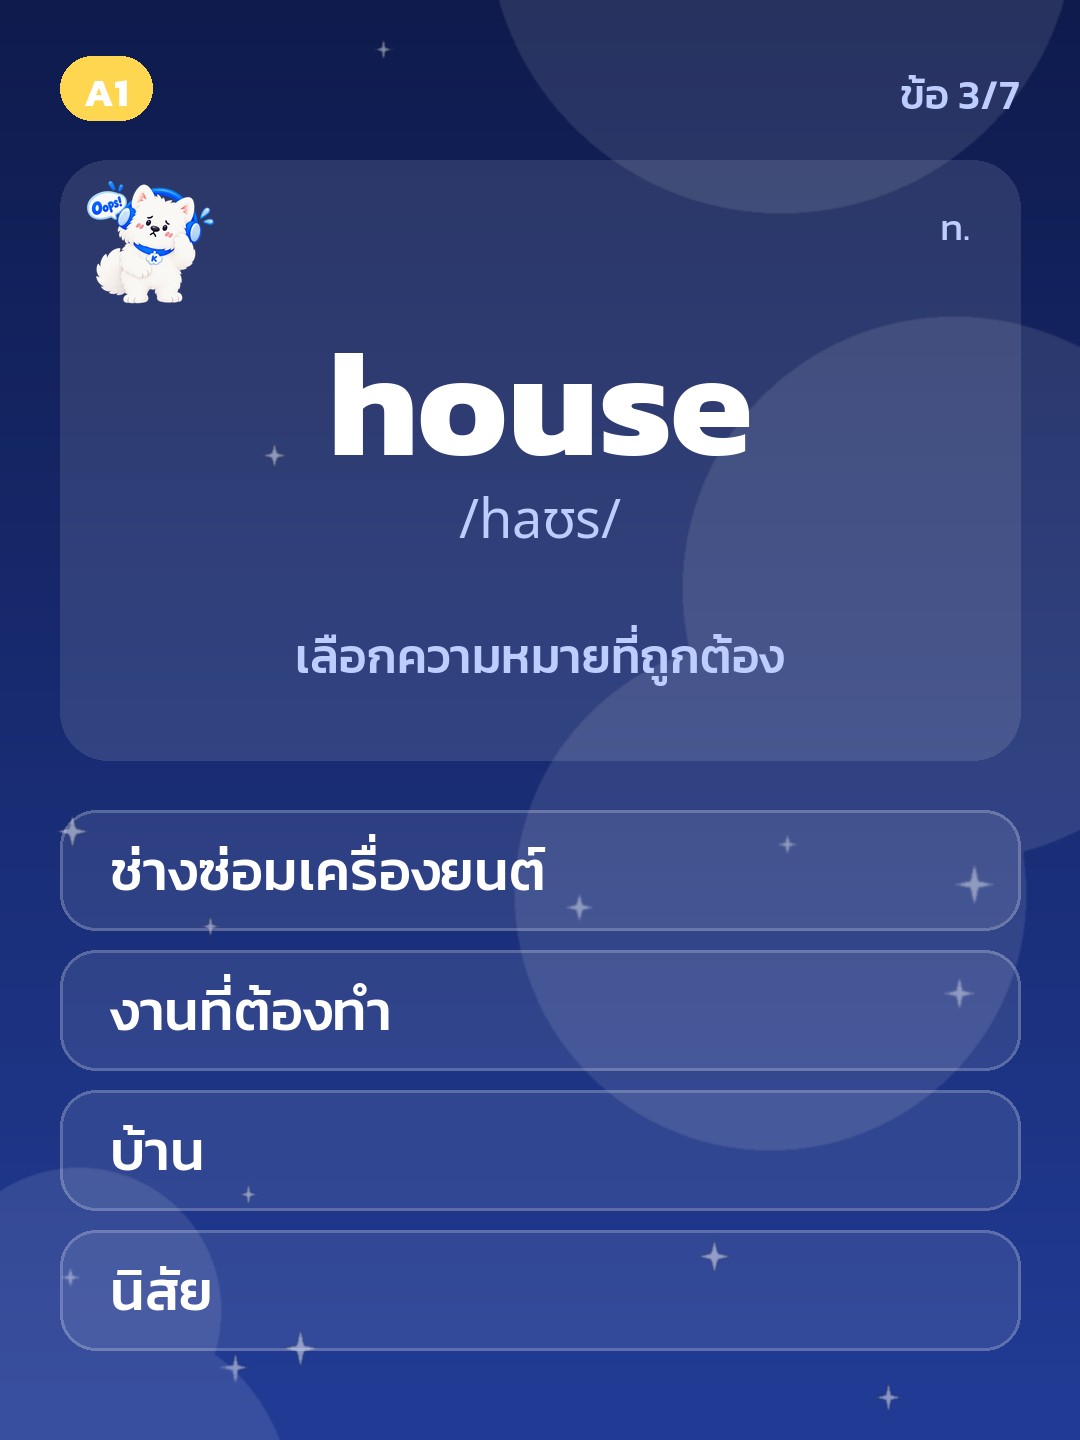 A1
ข้อ 3/7
Oops!
n.
K
house
/haʊs/
เลือกความหมายที่ถูกต้อง
ช่างซ่อมเครื่องยนต์
งานที่ต้องทำ
บ้าน
นิสัย